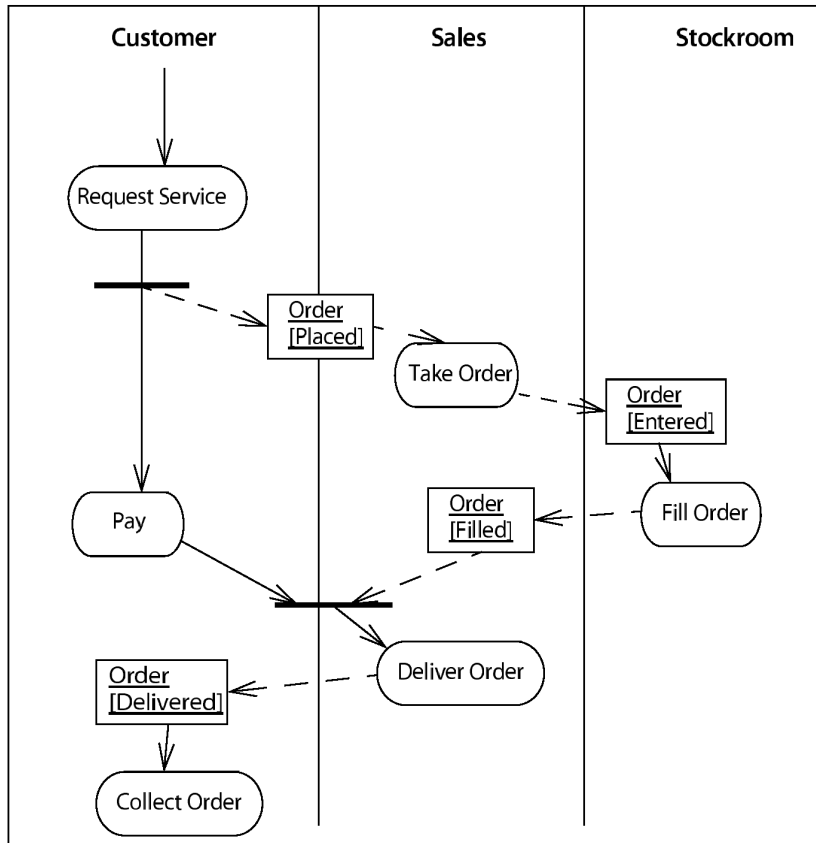 Customer
Sales
Stockroom
Request Service
Order
[Placed]
Take Order
Order
[Entered]
Pay
Order
[Filled]
Fill Order
Deliver Order
Order
[Delivered]
Collect Order